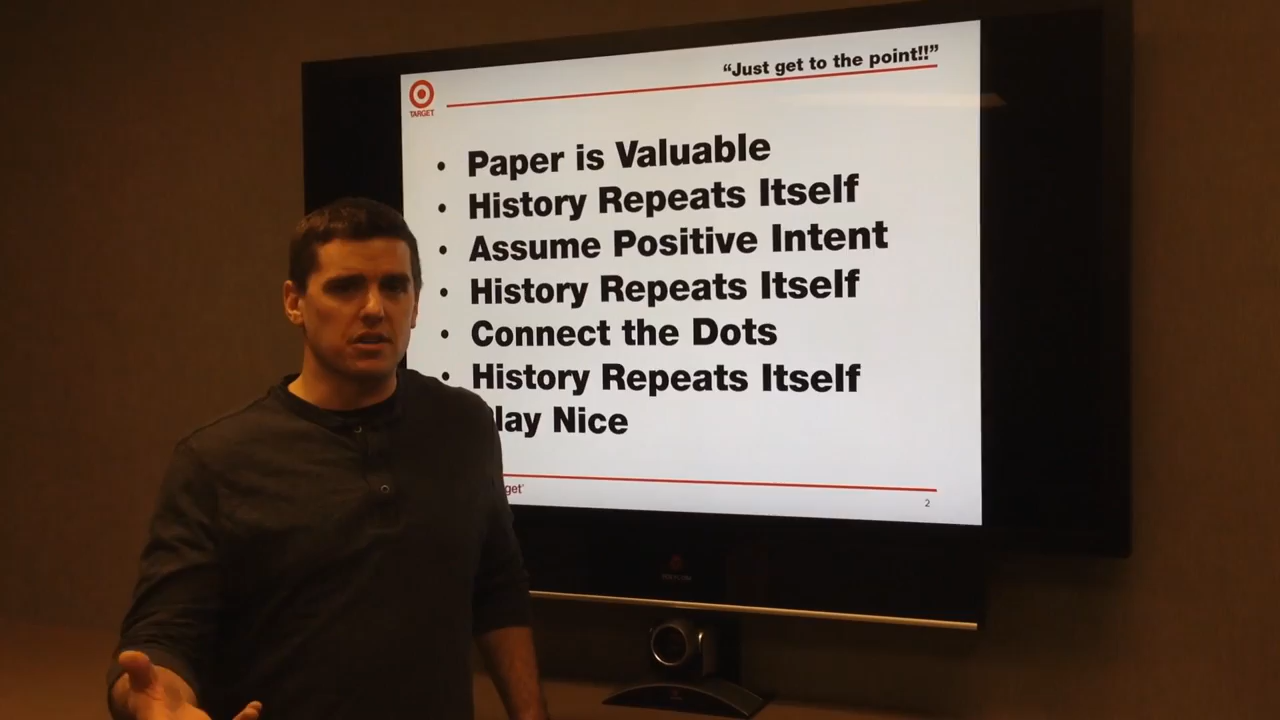 “Just get to the point!!”
TARGET
• Paper is Valuable
• History Repeats Itself
• Assume Positive Intent
• History Repeats Itself
• Connect the Dots
• History Repeats Itself
lay Nice
get
2